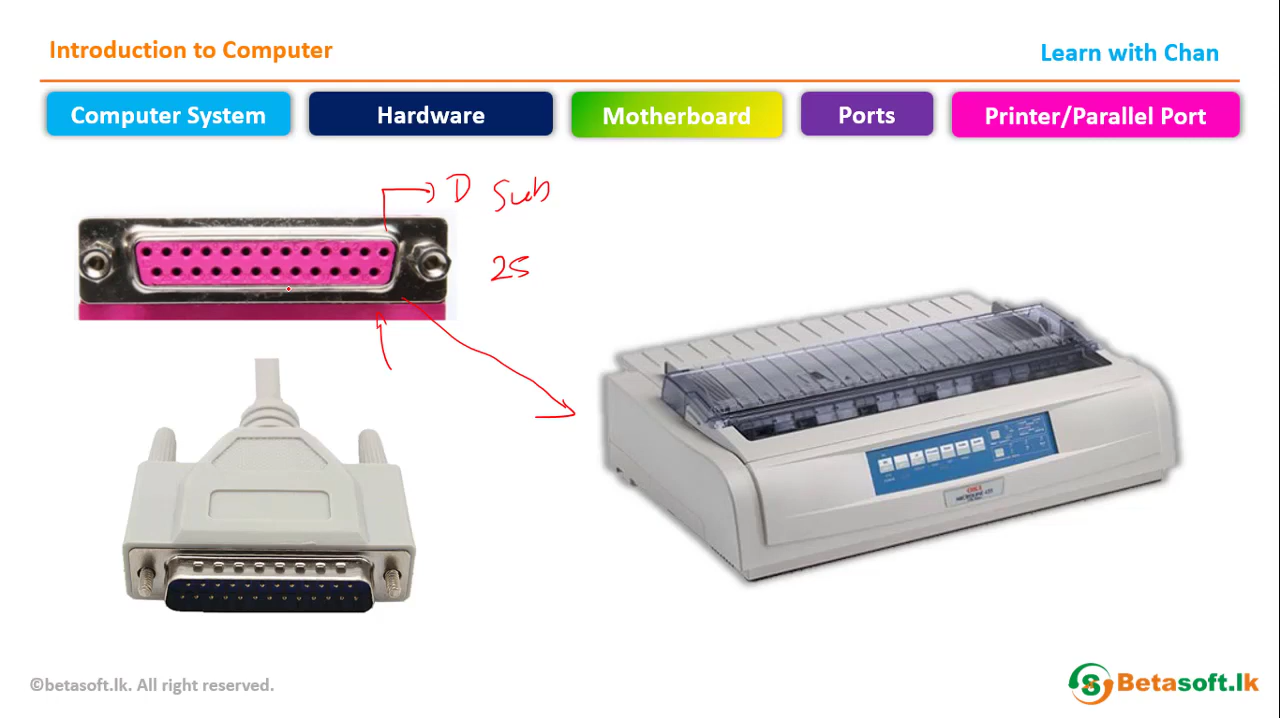 Introduction to Computer
Learn with Chan
Computer System
Hardware
Motherboard
Ports
Printer/Parallel Port
D Sub
25
OKI
©betasoft.lk. All right reserved.
Betasoft.lk